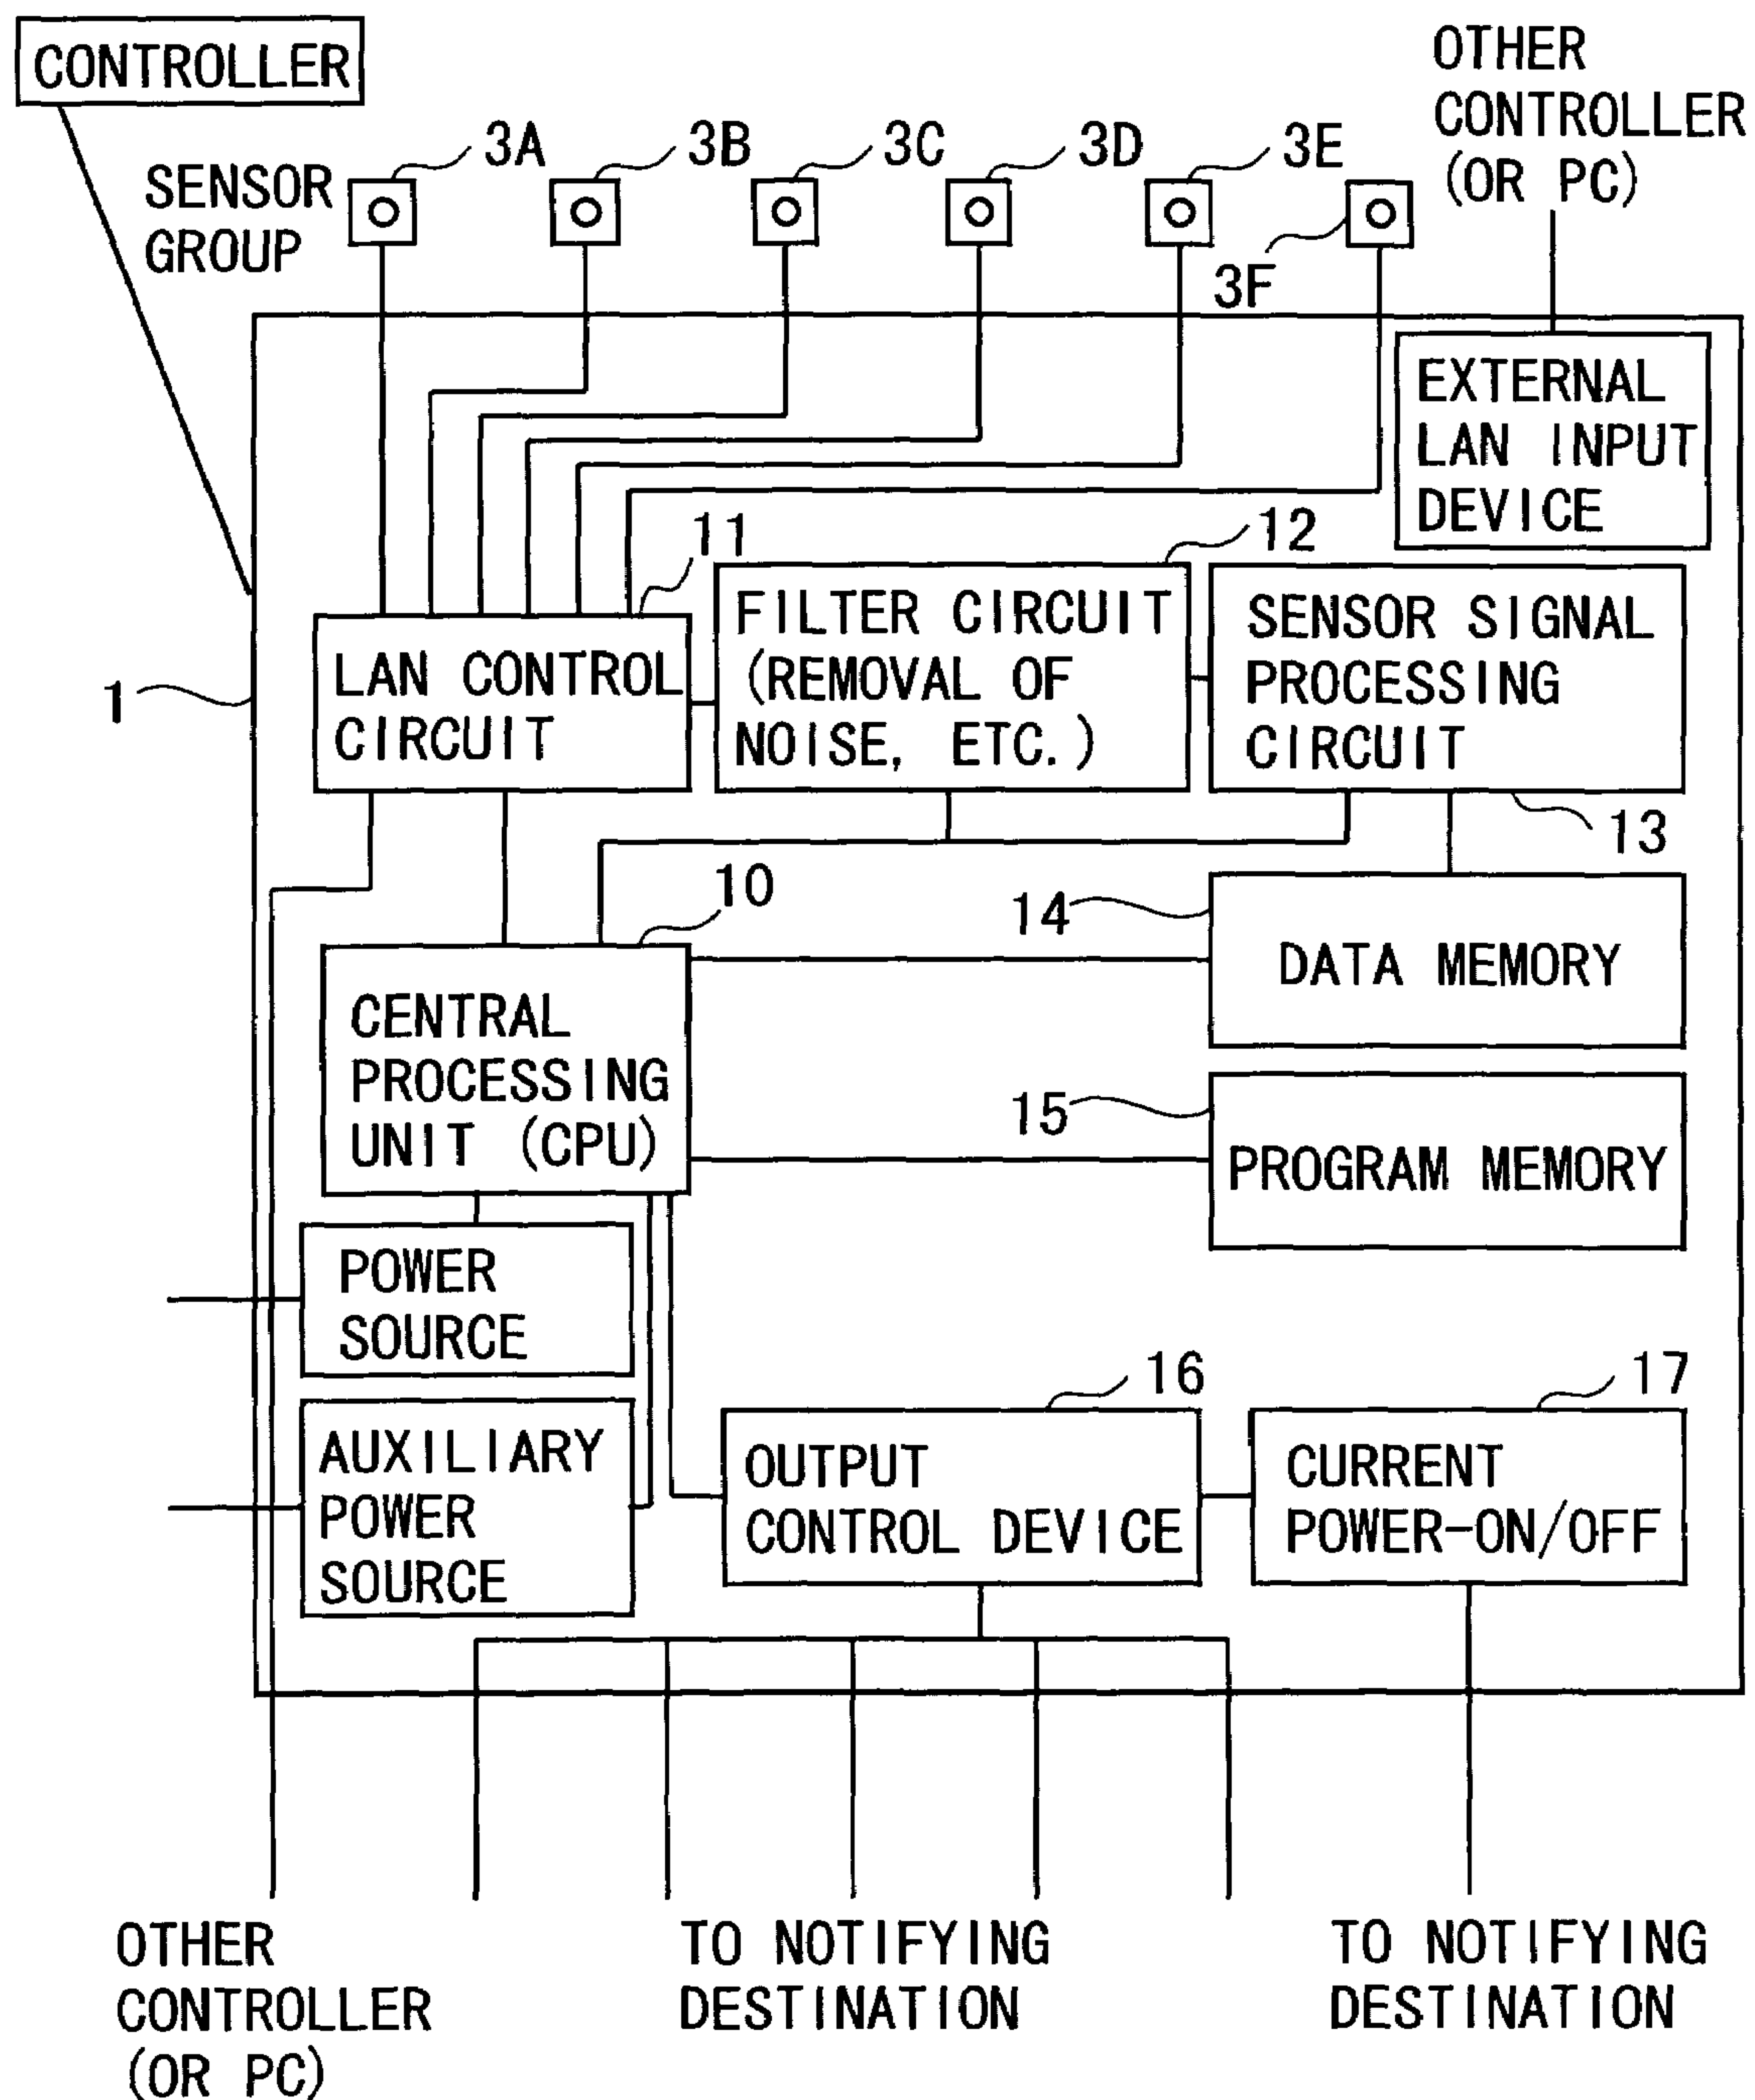 CONTROLLER
OTHER
CONTROLLER
(OR PC)
3A
3B
3C
3D
3E
SENSOR
GROUP
3F
EXTERNAL
LAN INPUT
DEVICE
11
12
LAN CONTROL
CIRCUIT
FILTER CIRCUIT
(REMOVAL OF
NOISE, ETC.)
SENSOR SIGNAL
PROCESSING
CIRCUIT
1
13
10
14
DATA MEMORY
CENTRAL
PROCESSING
UNIT (CPU)
15
PROGRAM MEMORY
POWER
SOURCE
16
17
AUXILIARY
POWER
SOURCE
OUTPUT
CONTROL DEVICE
CURRENT
POWER-ON/OFF
OTHER
CONTROLLER
(OR PC)
TO NOTIFYING
DESTINATION
TO NOTIFYING
DESTINATION